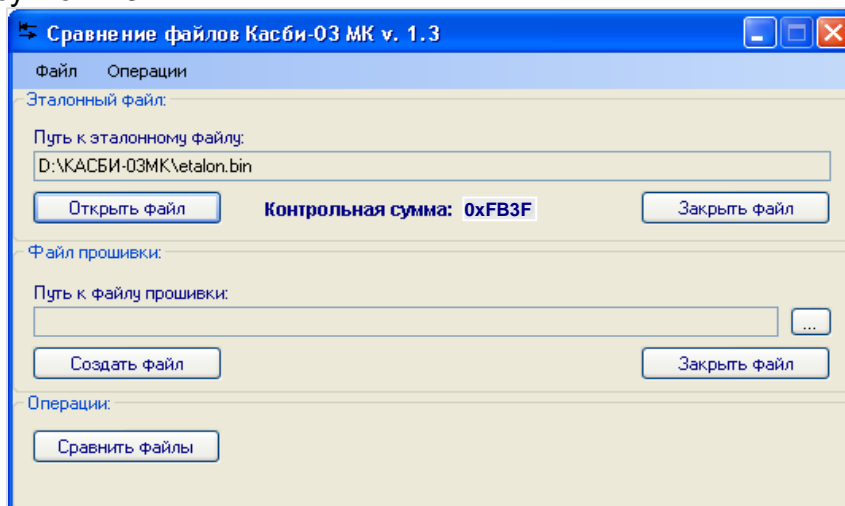 Сравнение файлов Касби-03 МК v. 1.3
Файл Операции
Эталонный файл:
Путь к эталонному файлу:
D:\КАСБИ-03МК\etalon.bin
Открыть файл Контрольная сумма: 0xFB3F Закрыть файл
Файл прошивки:
Путь к файлу прошивки:
...
Создать файл Закрыть файл
Операции:
Сравнить файлы